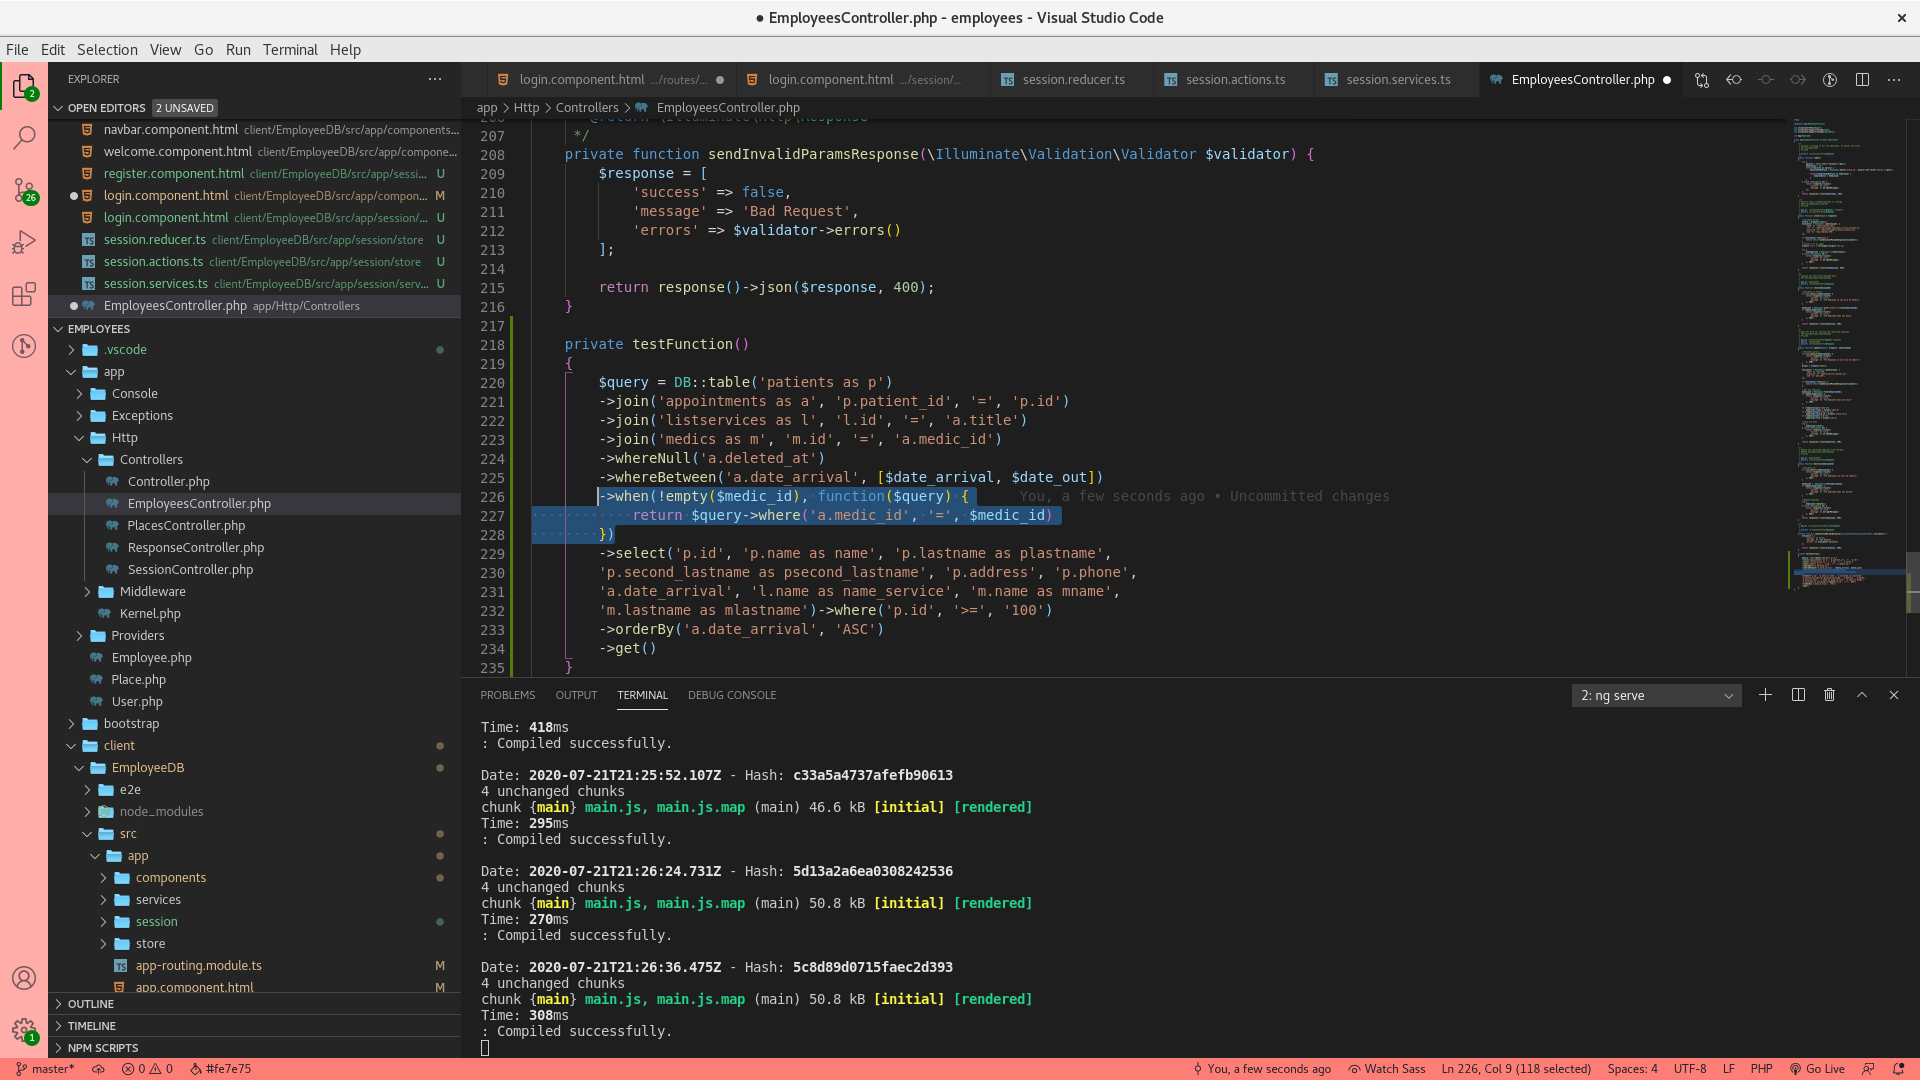 ● EmployeesController.php - employees - Visual Studio Code
File Edit Selection View Go Run Terminal Help
EXPLORER
OPEN EDITORS 2 UNSAVED
navbar.component.html client/EmployeeDB/src/app/components...
welcome.component.html client/EmployeeDB/src/app/compone...
register.component.html client/EmployeeDB/src/app/sessi... U
login.component.html client/EmployeeDB/src/app/compon... M
login.component.html client/EmployeeDB/src/app/session/... U
TS session.reducer.ts client/EmployeeDB/src/app/session/store U
TS session.actions.ts client/EmployeeDB/src/app/session/store U
TS session.services.ts client/EmployeeDB/src/app/session/serv... U
EmployeesController.php app/Http/Controllers
EMPLOYEES
.vscode
app
Console
Exceptions
Http
Controllers
Controller.php
EmployeesController.php
PlacesController.php
ResponseController.php
SessionController.php
Middleware
Kernel.php
Providers
Employee.php
Place.php
User.php
bootstrap
client
EmployeeDB
e2e
node_modules
src
app
components
services
session
store
TS app-routing.module.ts M
app.component.html M
OUTLINE
TIMELINE
NPM SCRIPTS
2
26
1
login.component.html .../routes/... ●
login.component.html .../session/...
TS session.reducer.ts
TS session.actions.ts
TS session.services.ts
EmployeesController.php ●
app > Http > Controllers > EmployeesController.php
206 @return \Illuminate\Http\Response
207 */
208 private function sendInvalidParamsResponse(\Illuminate\Validation\Validator $validator) {
209 $response = [
210 'success' => false,
211 'message' => 'Bad Request',
212 'errors' => $validator->errors()
213 ];
214
215 return response()->json($response, 400);
216 }
217
218 private testFunction()
219 {
220 $query = DB::table('patients as p')
221 ->join('appointments as a', 'p.patient_id', '=', 'p.id')
222 ->join('listservices as l', 'l.id', '=', 'a.title')
223 ->join('medics as m', 'm.id', '=', 'a.medic_id')
224 ->whereNull('a.deleted_at')
225 ->whereBetween('a.date_arrival', [$date_arrival, $date_out])
226 ->when(!empty($medic_id), function($query) { You, a few seconds ago • Uncommitted changes
227 return $query->where('a.medic_id', '=', $medic_id)
228 })
229 ->select('p.id', 'p.name as name', 'p.lastname as plastname',
230 'p.second_lastname as psecond_lastname', 'p.address', 'p.phone',
231 'a.date_arrival', 'l.name as name_service', 'm.name as mname',
232 'm.lastname as mlastname')->where('p.id', '>=', '100')
233 ->orderBy('a.date_arrival', 'ASC')
234 ->get()
235 }
PROBLEMS OUTPUT TERMINAL DEBUG CONSOLE 2: ng serve
Time: 418ms
: Compiled successfully.
Date: 2020-07-21T21:25:52.107Z - Hash: c33a5a4737afefb90613
4 unchanged chunks
chunk {main} main.js, main.js.map (main) 46.6 kB [initial] [rendered]
Time: 295ms
: Compiled successfully.
Date: 2020-07-21T21:26:24.731Z - Hash: 5d13a2a6ea0308242536
4 unchanged chunks
chunk {main} main.js, main.js.map (main) 50.8 kB [initial] [rendered]
Time: 270ms
: Compiled successfully.
Date: 2020-07-21T21:26:36.475Z - Hash: 5c8d89d0715faec2d393
4 unchanged chunks
chunk {main} main.js, main.js.map (main) 50.8 kB [initial] [rendered]
Time: 308ms
: Compiled successfully.
master* 0 0 #fe7e75 You, a few seconds ago Watch Sass Ln 226, Col 9 (118 selected) Spaces: 4 UTF-8 LF PHP Go Live